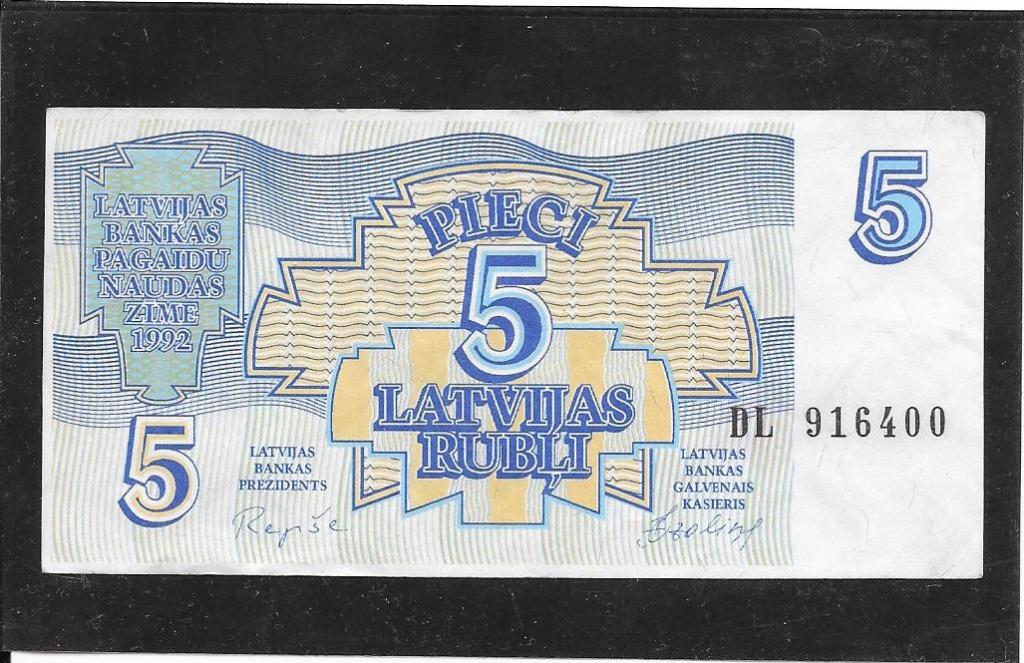 LATVIJAS
BANKAS
PAGAIDU
NAUDAS
ZĪME
1992
PIECI
5
LATVIJAS
RUBĻI
5
5
DL 916400
LATVIJAS
BANKAS
PREZIDENTS
Repše
LATVIJAS
BANKAS
GALVENAIS
KASIERIS